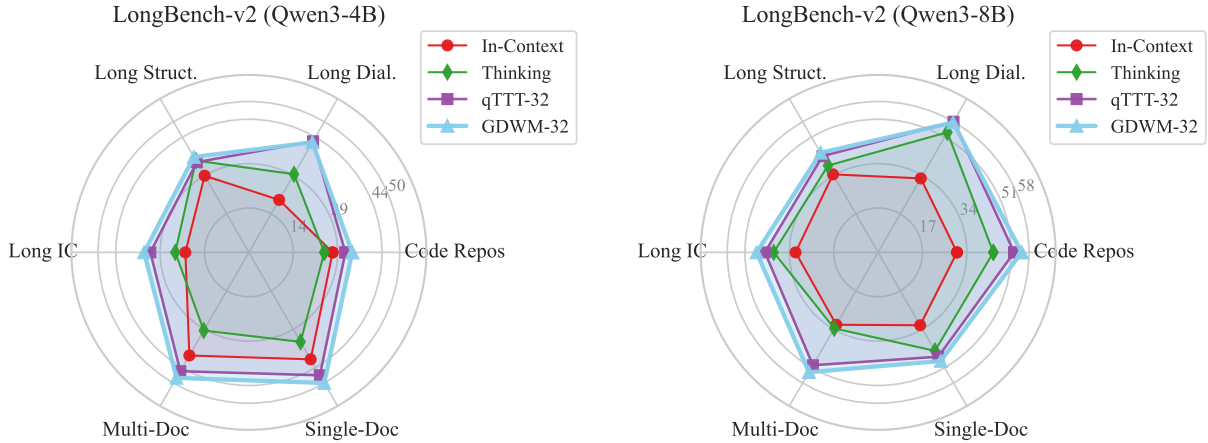 LongBench-v2 (Qwen3-4B)
In-Context
Thinking
qTTT-32
GDWM-32
Long Struct.
Long Dial.
Long IC
Code Repos
Multi-Doc
Single-Doc
14
44
50
LongBench-v2 (Qwen3-8B)
In-Context
Thinking
qTTT-32
GDWM-32
Long Struct.
Long Dial.
Long IC
Code Repos
Multi-Doc
Single-Doc
17
34
51
58